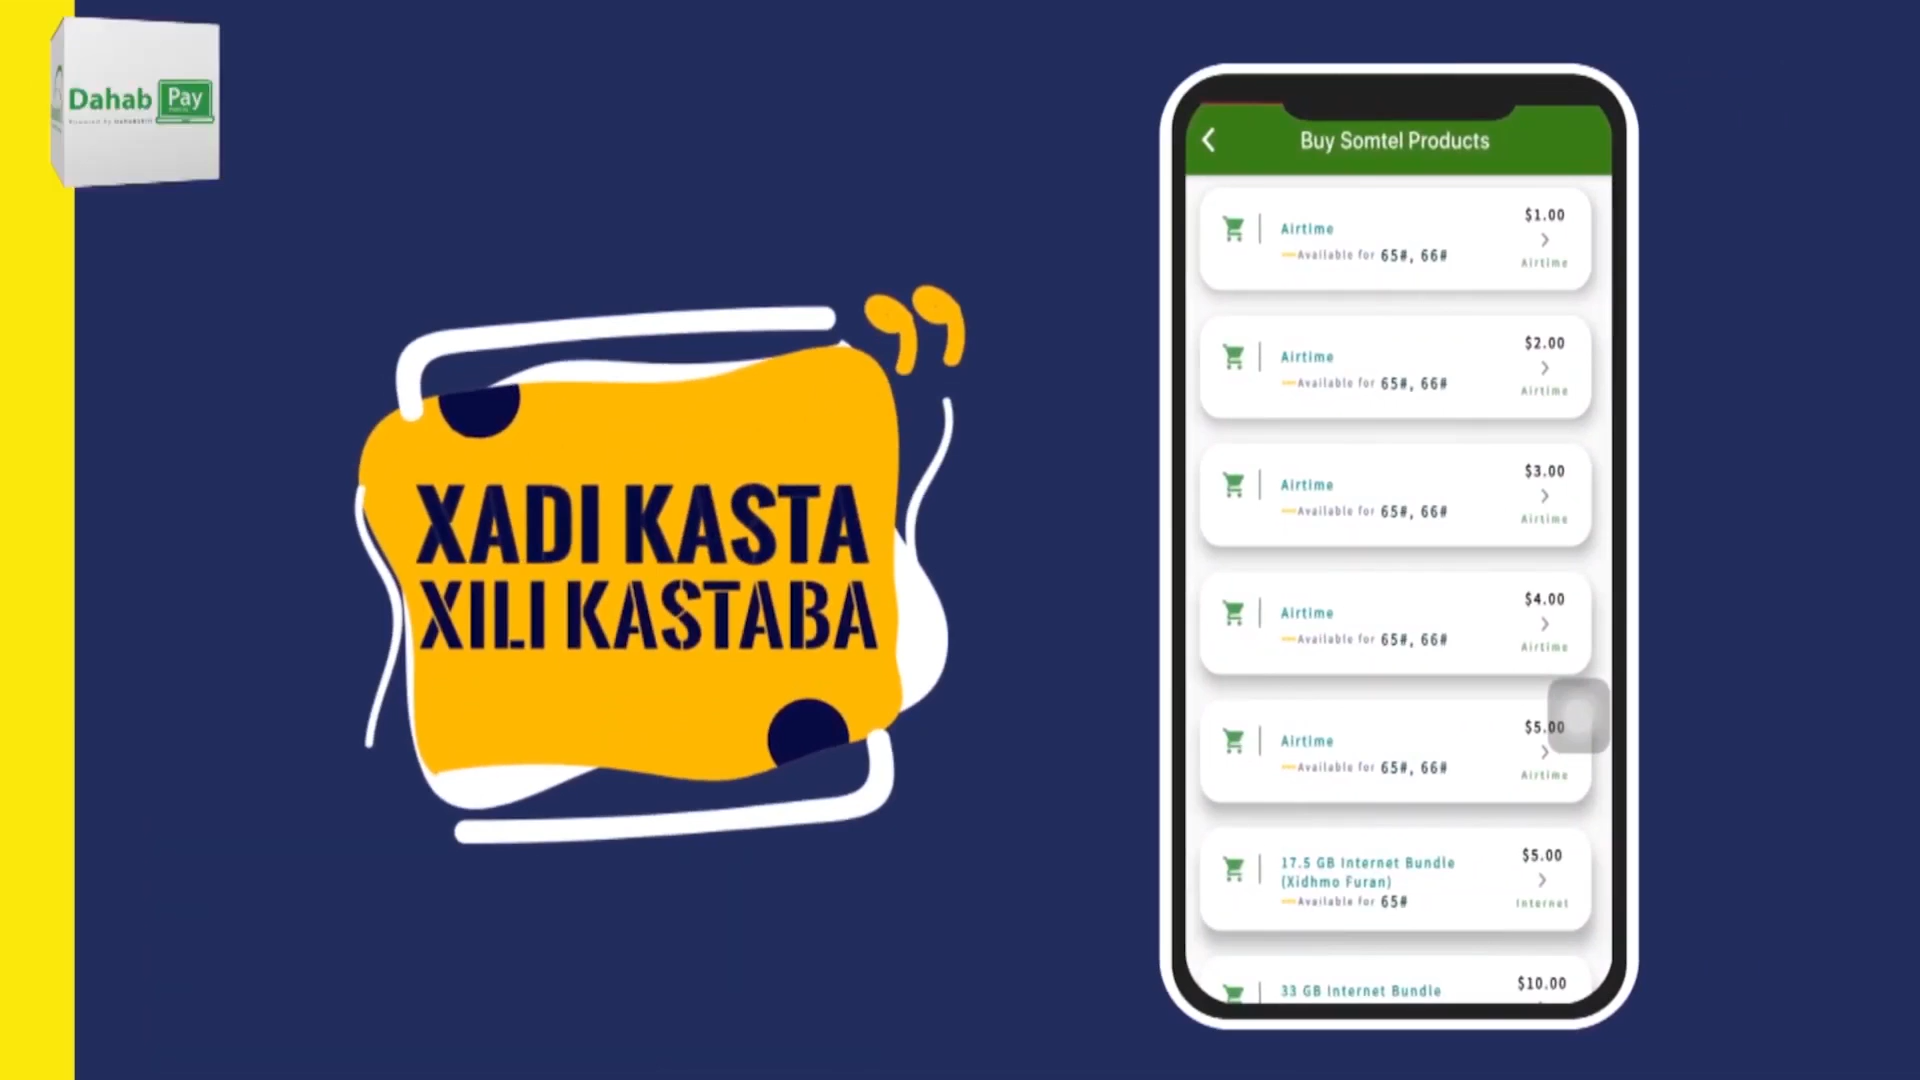 Dahab Pay
XADI KASTA
XILI KASTABA
Buy Somtel Products
Airtime
Available for 65#, 66#
$1.00
Airtime
Airtime
Available for 65#, 66#
$2.00
Airtime
Airtime
Available for 65#, 66#
$3.00
Airtime
Airtime
Available for 65#, 66#
$4.00
Airtime
Airtime
Available for 65#, 66#
$5.00
Airtime
17.5 GB Internet Bundle
(Xidhmo Furan)
Available for 65#
$5.00
Internet
33 GB Internet Bundle
$10.00